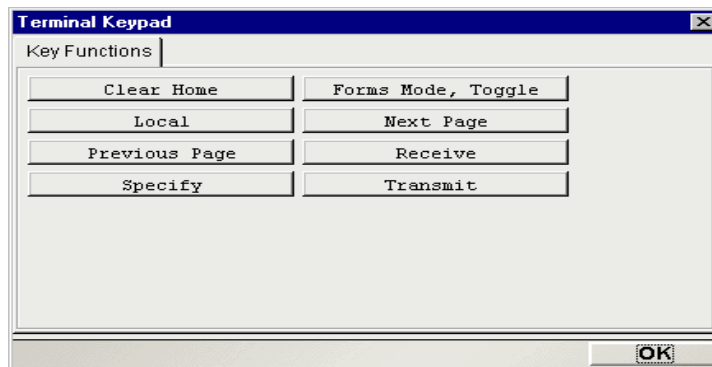 Terminal Keypad
Key Functions
Clear Home Forms Mode, Toggle
Local Next Page
Previous Page Receive
Specify Transmit
OK